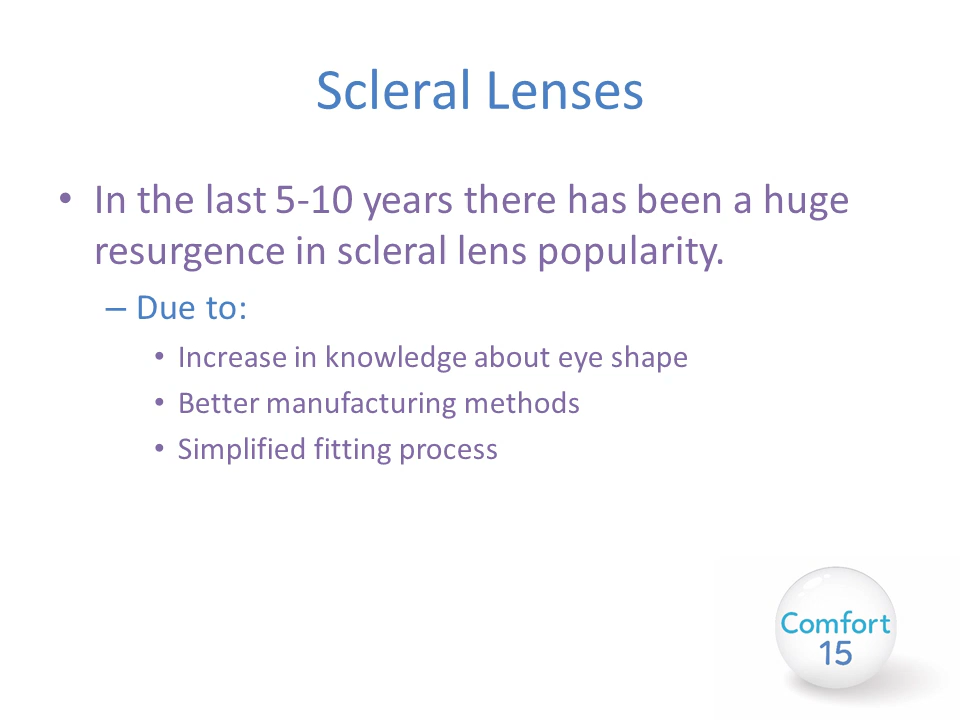 Scleral Lenses
• In the last 5-10 years there has been a huge
resurgence in scleral lens popularity.
– Due to:
• Increase in knowledge about eye shape
• Better manufacturing methods
• Simplified fitting process
Comfort
15